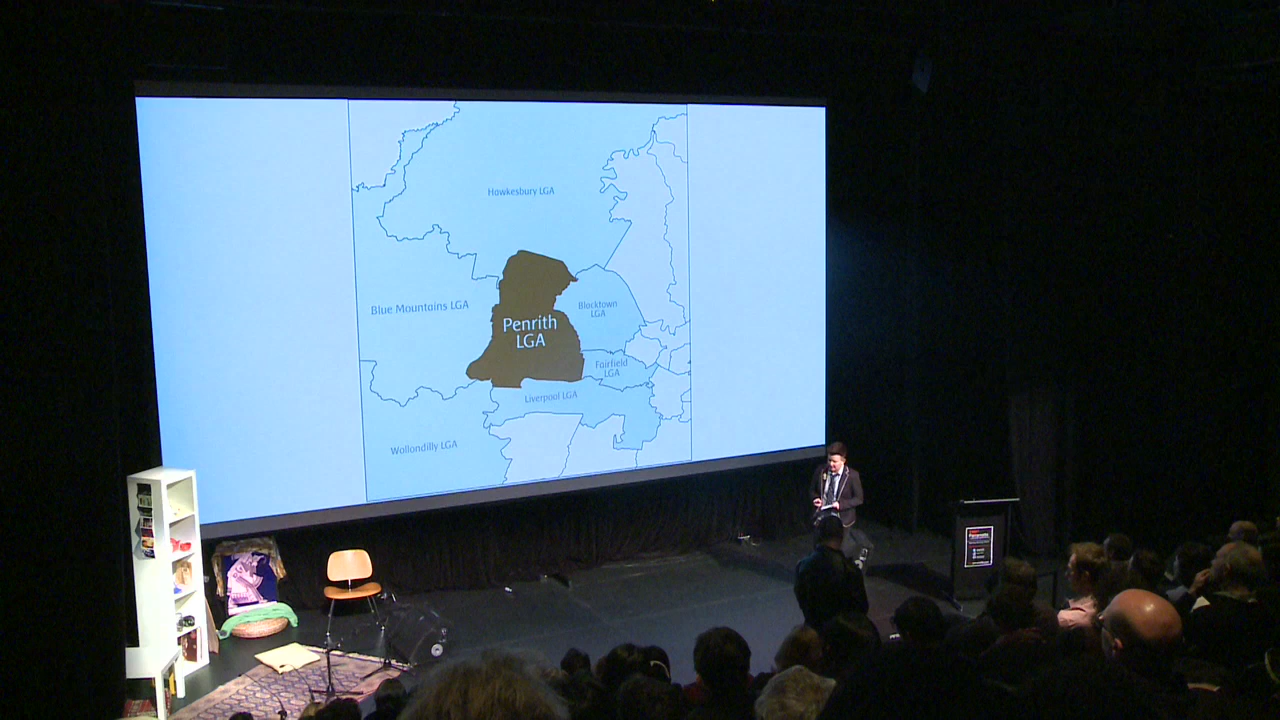 Hawkesbury LGA
Blue Mountains LGA
Blacktown
LGA
Penrith
LGA
Fairfield
LGA
Liverpool LGA
Wollondilly LGA